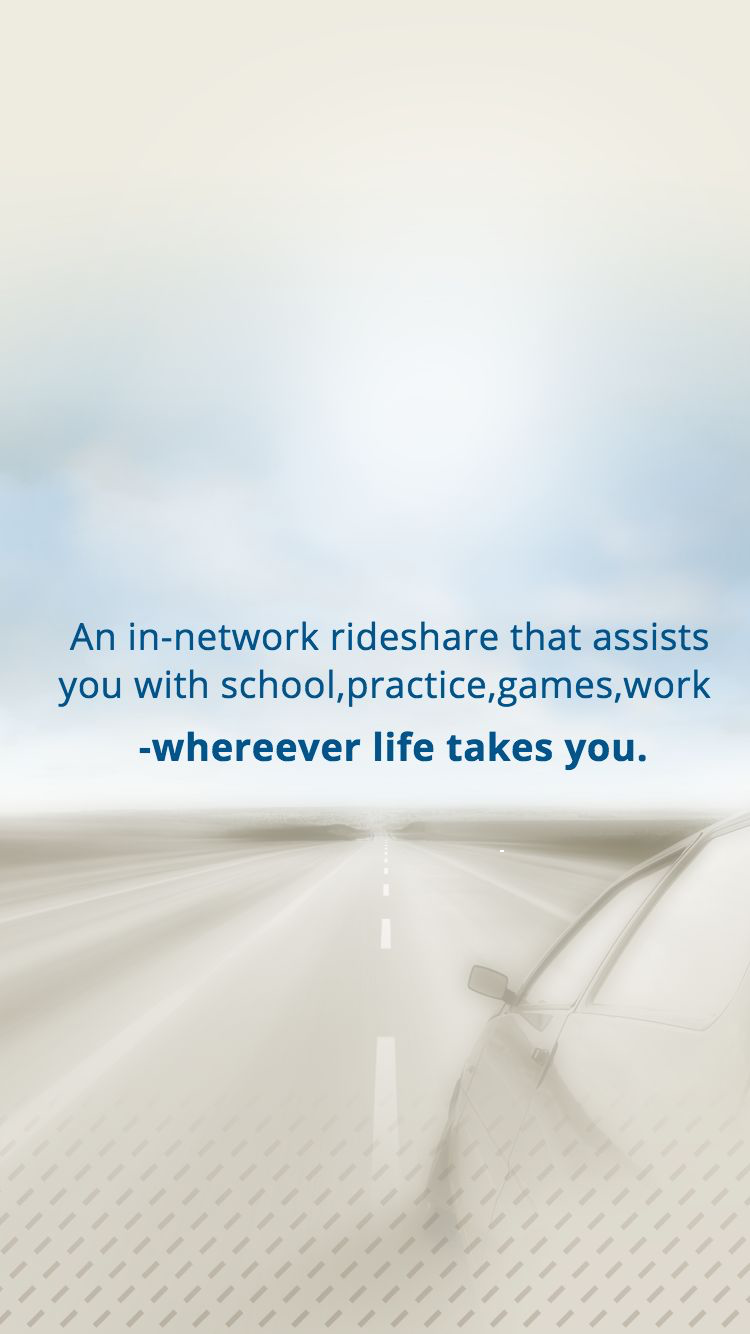 An in-network rideshare that assists
you with school,practice,games,work
-whereever life takes you.